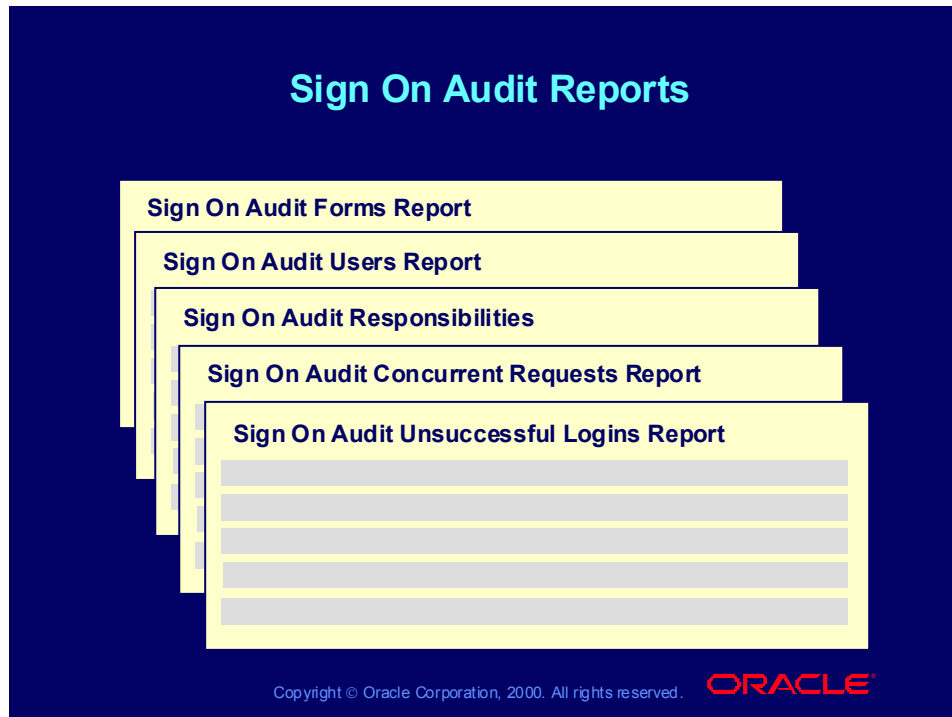 Sign On Audit Reports
Sign On Audit Forms Report
Sign On Audit Users Report
Sign On Audit Responsibilities
Sign On Audit Concurrent Requests Report
Sign On Audit Unsuccessful Logins Report
Copyright © Oracle Corporation, 2000. All rights reserved.
ORACLE®